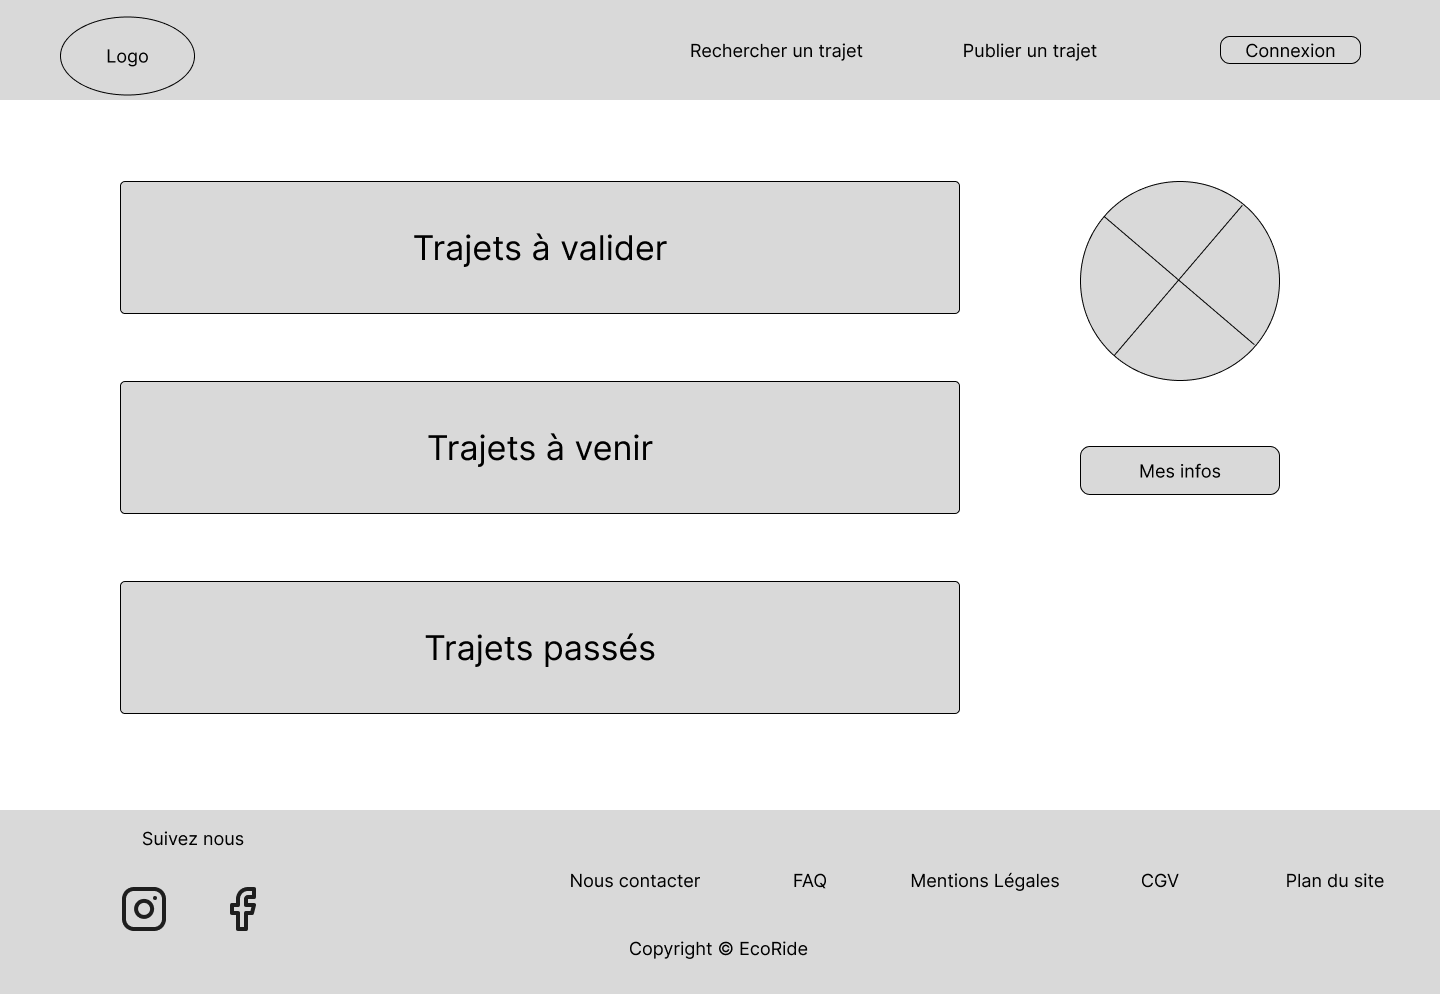 Logo
Rechercher un trajet
Publier un trajet
Connexion
Trajets à valider
Trajets à venir
Mes infos
Trajets passés
Suivez nous
Nous contacter
FAQ
Mentions Légales
CGV
Plan du site
Copyright © EcoRide